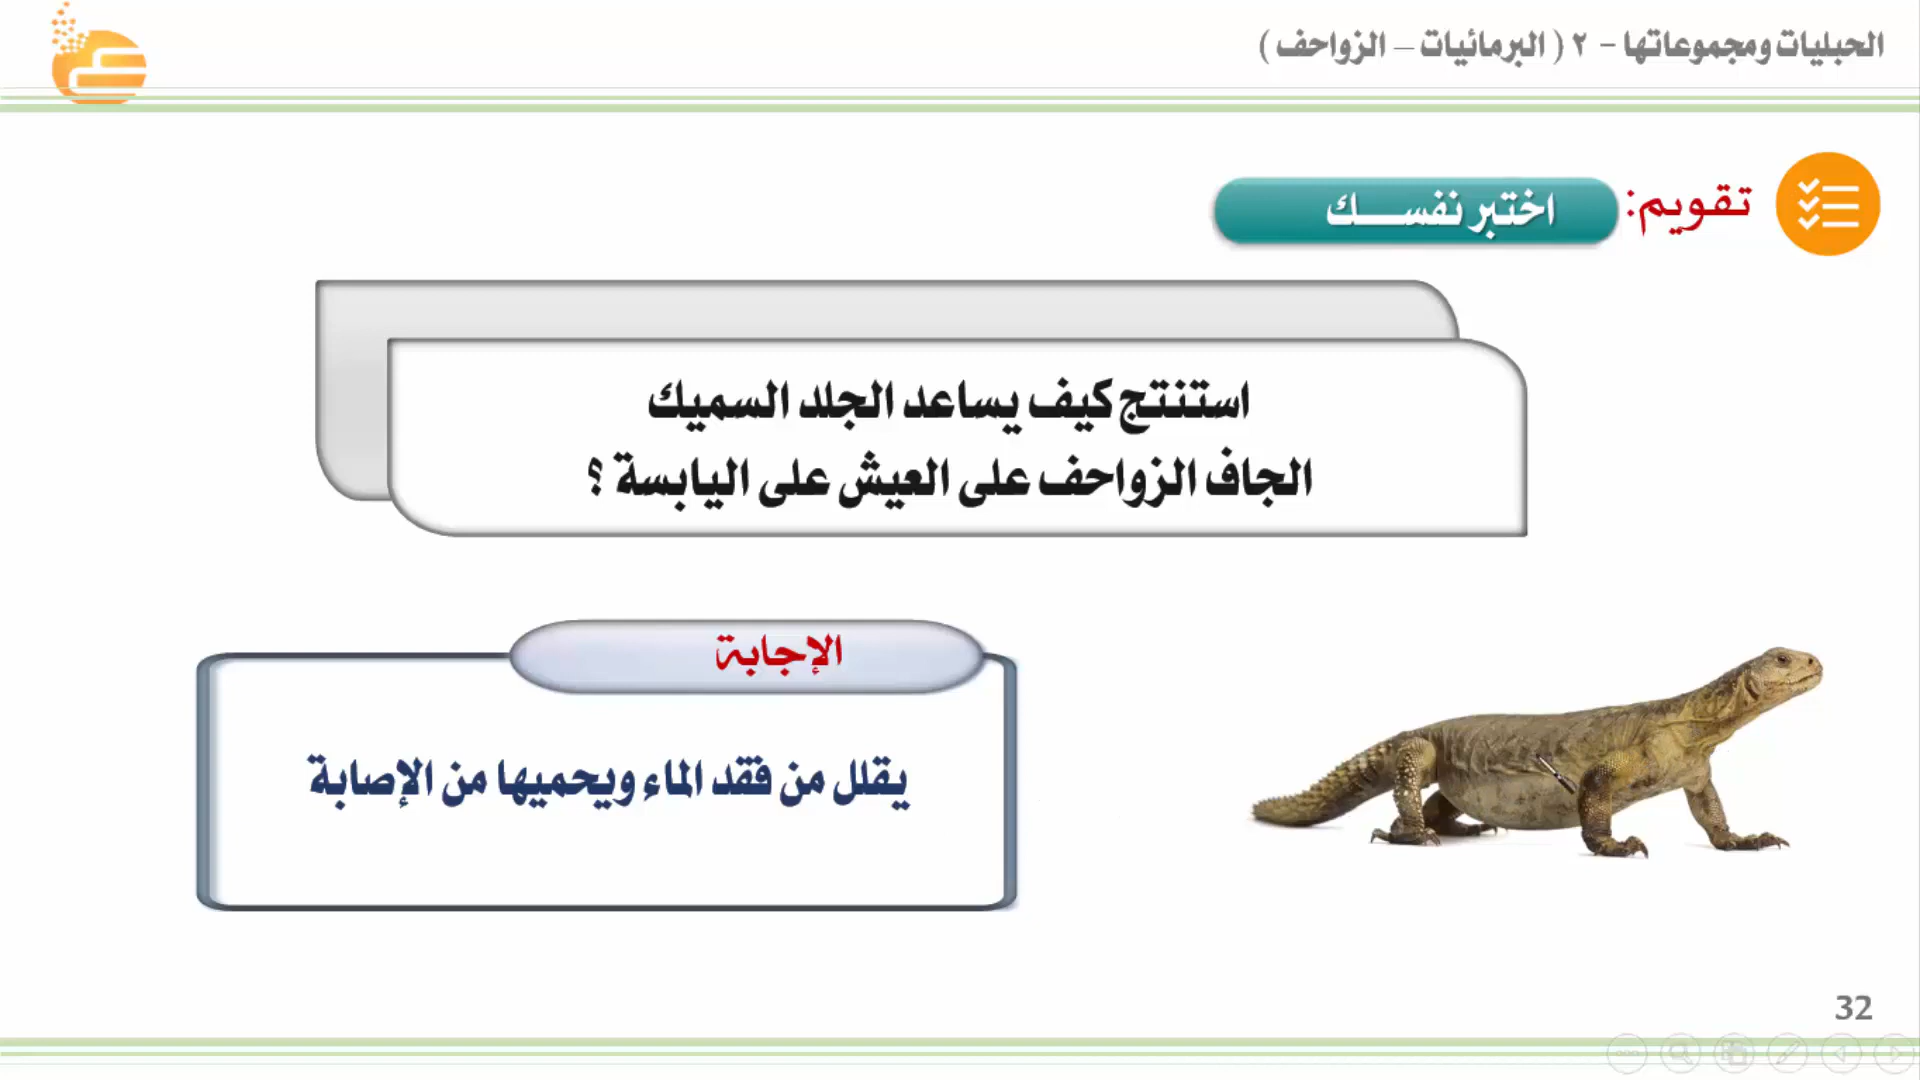 الحبليات ومجموعاتها - ٢ ( البرمائيات – الزواحف )
تقويم:
اختبر نفســـك
استنتج كيف يساعد الجلد السميك
الجاف الزواحف على العيش على اليابسة ؟
الإجابة
يقلل من فقد الماء ويحميها من الإصابة
32